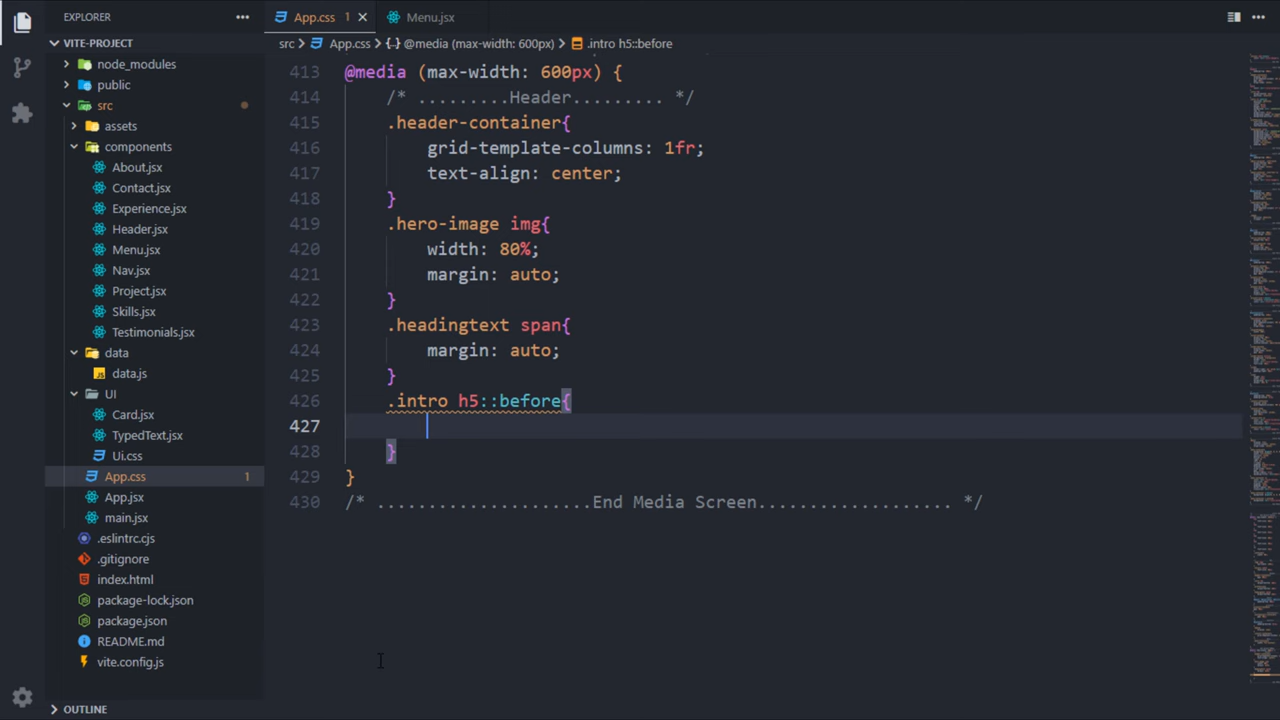 EXPLORER
App.css 1
Menu.jsx
VITE-PROJECT
src > App.css > {} @media (max-width: 600px) > .intro h5::before
node_modules
public
src
assets
components
About.jsx
Contact.jsx
Experience.jsx
Header.jsx
Menu.jsx
Nav.jsx
Project.jsx
Skills.jsx
Testimonials.jsx
data
data.js
UI
Card.jsx
TypedText.jsx
Ui.css
App.css 1
App.jsx
main.jsx
.eslintrc.cjs
.gitignore
index.html
package-lock.json
package.json
README.md
vite.config.js
OUTLINE
413 @media (max-width: 600px) {
414 /* .........Header......... */
415 .header-container{
416 grid-template-columns: 1fr;
417 text-align: center;
418 }
419 .hero-image img{
420 width: 80%;
421 margin: auto;
422 }
423 .headingtext span{
424 margin: auto;
425 }
426 .intro h5::before{
427
428 }
429 }
430 /* .....................End Media Screen................... */